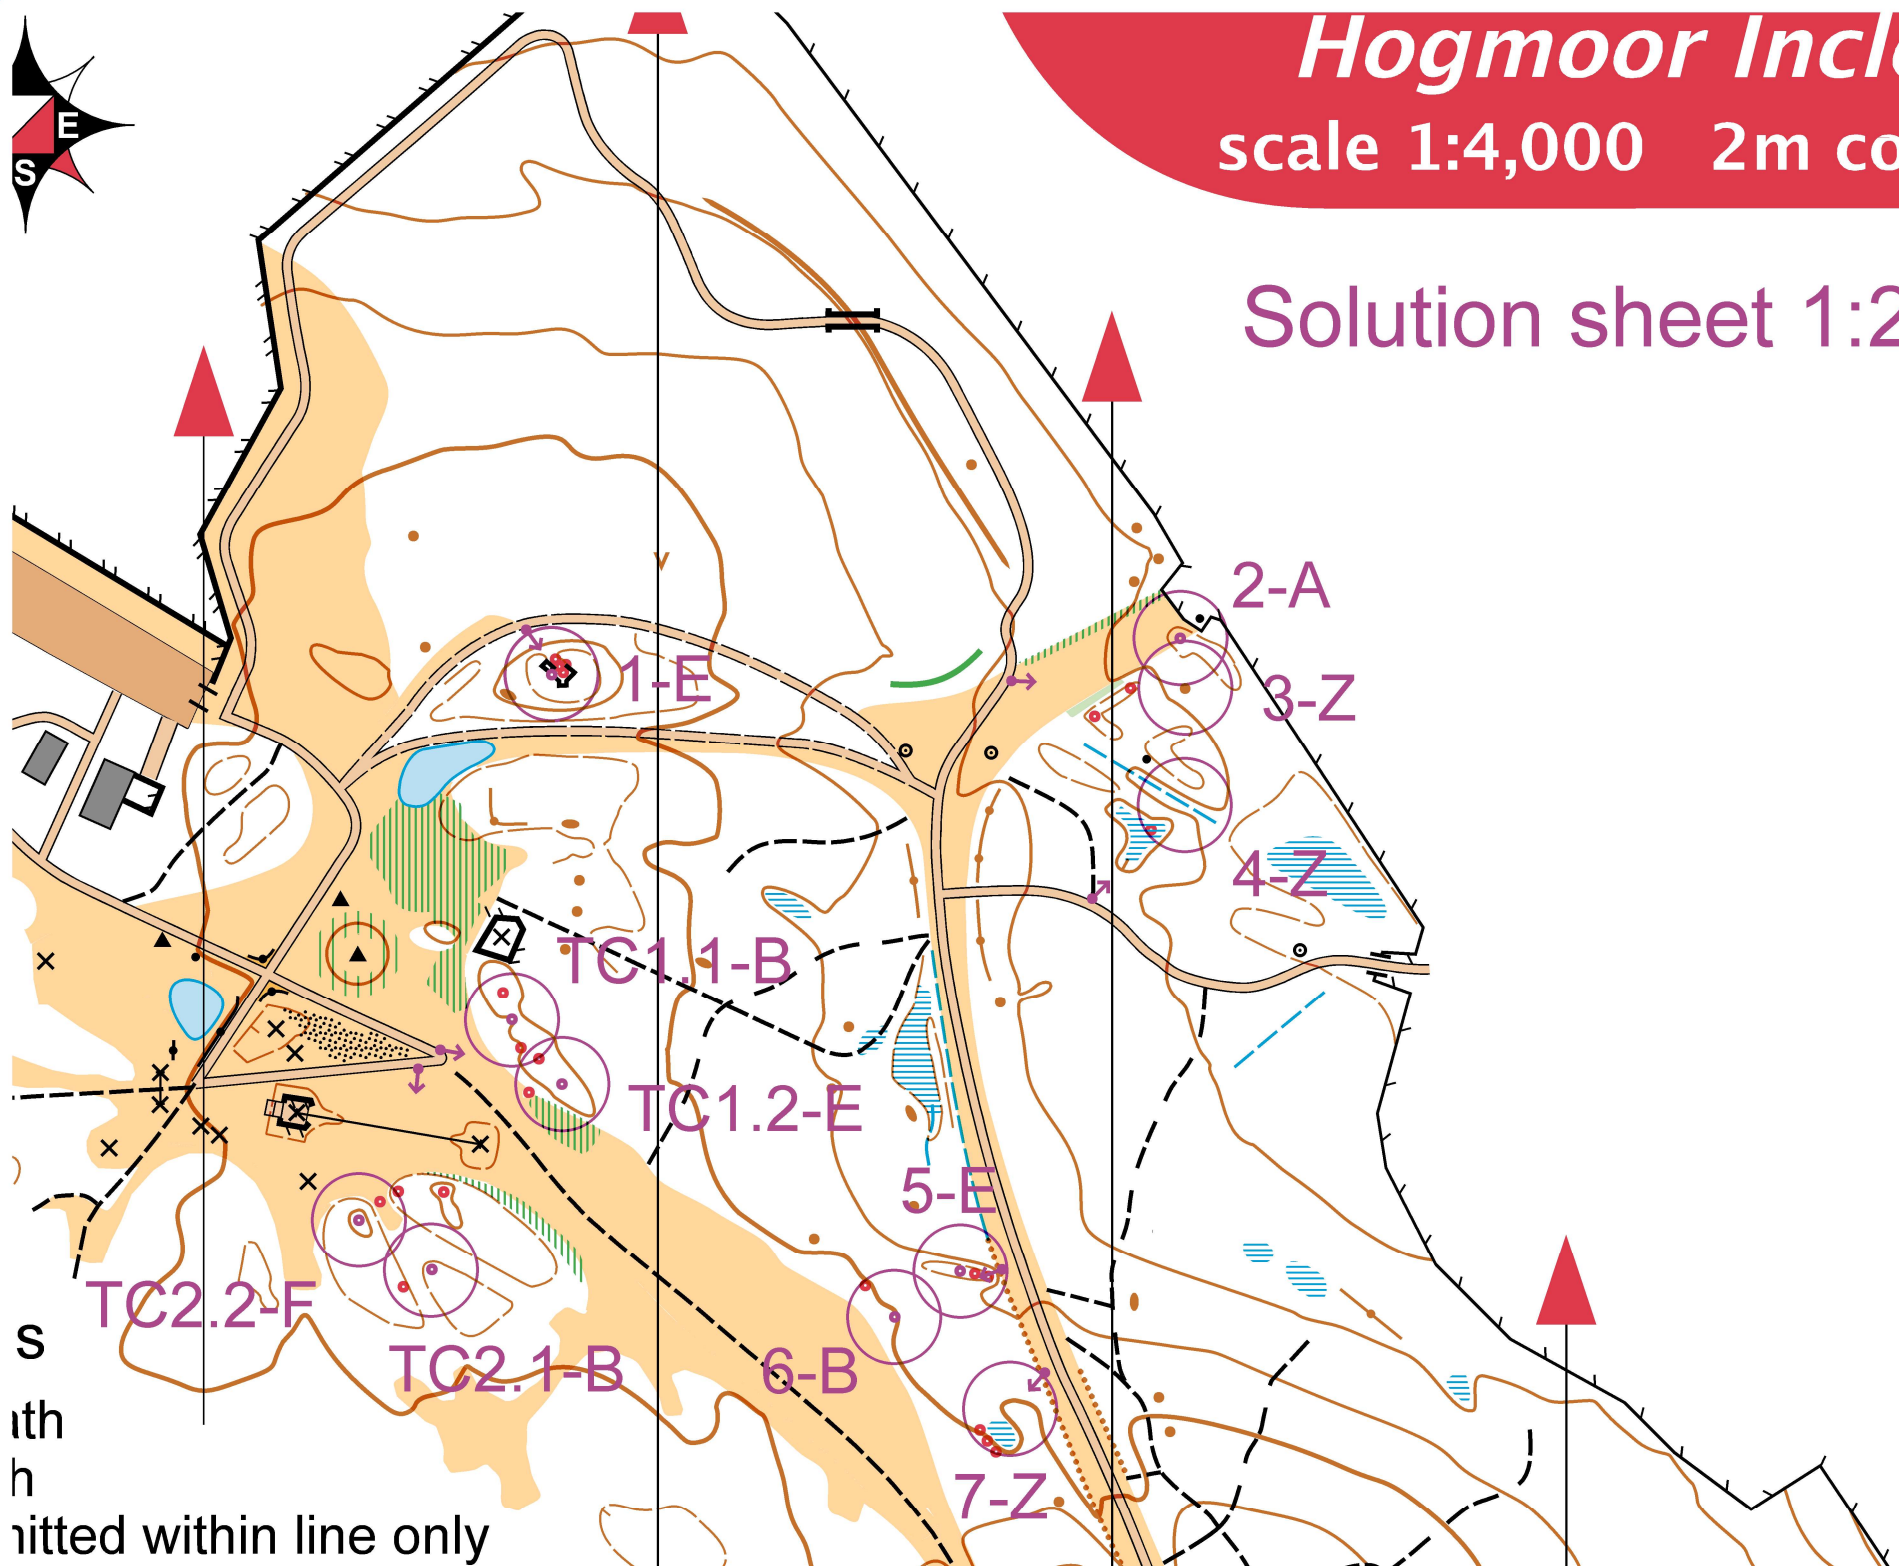 Hogmoor Incl
scale 1:4,000 2m co
E
S
Solution sheet 1:2
2-A
1-E
3-Z
4-Z
TC1.1-B
TC1.2-E
5-E
TC2.2-F
s
TC2.1-B
6-B
ath
h
7-Z
nitted within line only